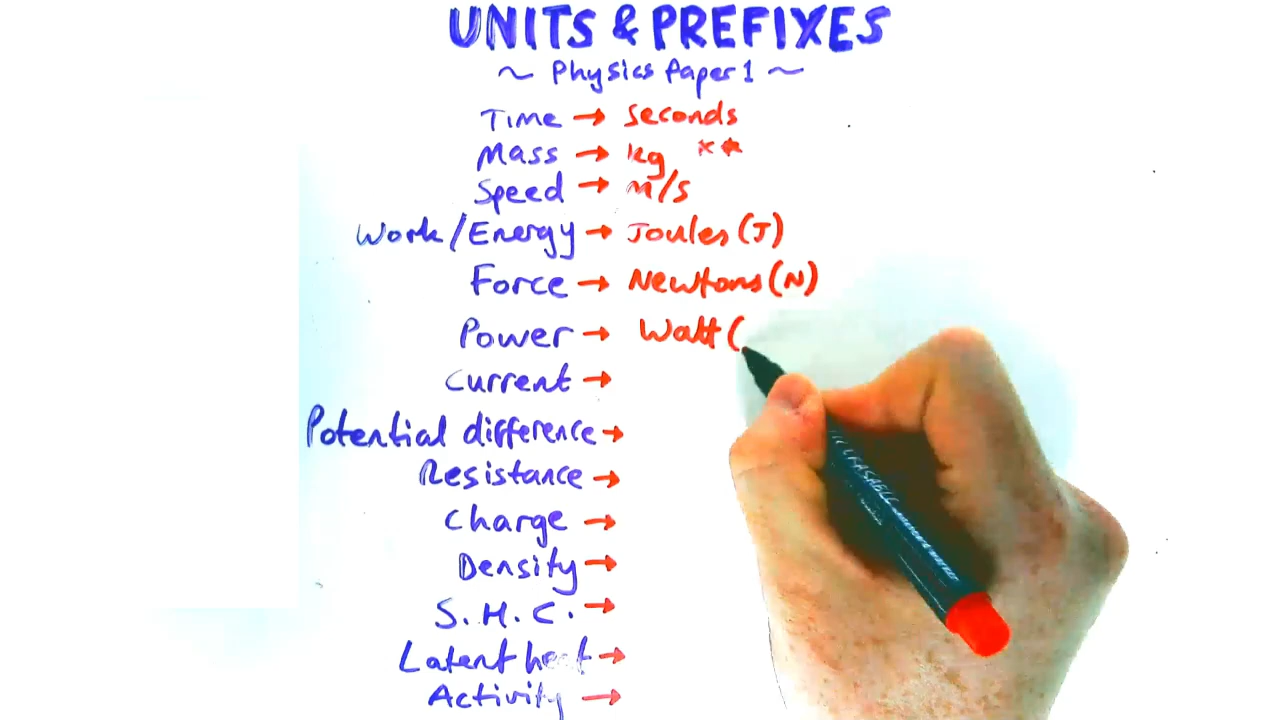 UNITS & PREFIXES
~ Physics Paper 1 ~
Time → Seconds
Mass → kg **
Speed → m/s
Work/Energy → Joules (J)
Force → Newtons (N)
Power → Watt (
Current →
Potential difference →
Resistance →
Charge →
Density →
S.H.C. →
Latent heat →
Activity →
ERASABLE